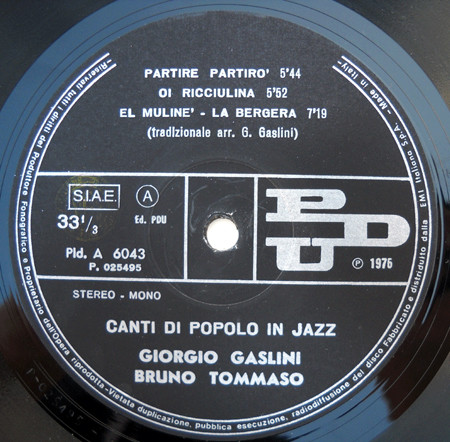 PARTIRE PARTIRO' 5'44
OI RICCIULINA 5'52
EL MULINE' - LA BERGERA 7'19
(tradizionale arr. G. Gaslini)
S.I.A.E. A
33 1/3 Ed. PDU
Pld. A 6043
P. 025495
PDU
℗ 1976
STEREO - MONO
CANTI DI POPOLO IN JAZZ
GIORGIO GASLINI
BRUNO TOMMASO
-Riservati tutti i diritti del Produttore Fonografico e Proprietario dell'Opera riprodotta-Vietata duplicazione, pubblica esecuzione, radiodiffusione del disco Fabbricato e distribuito dalla EMI Italiana S.p.A. -Made in Italy-